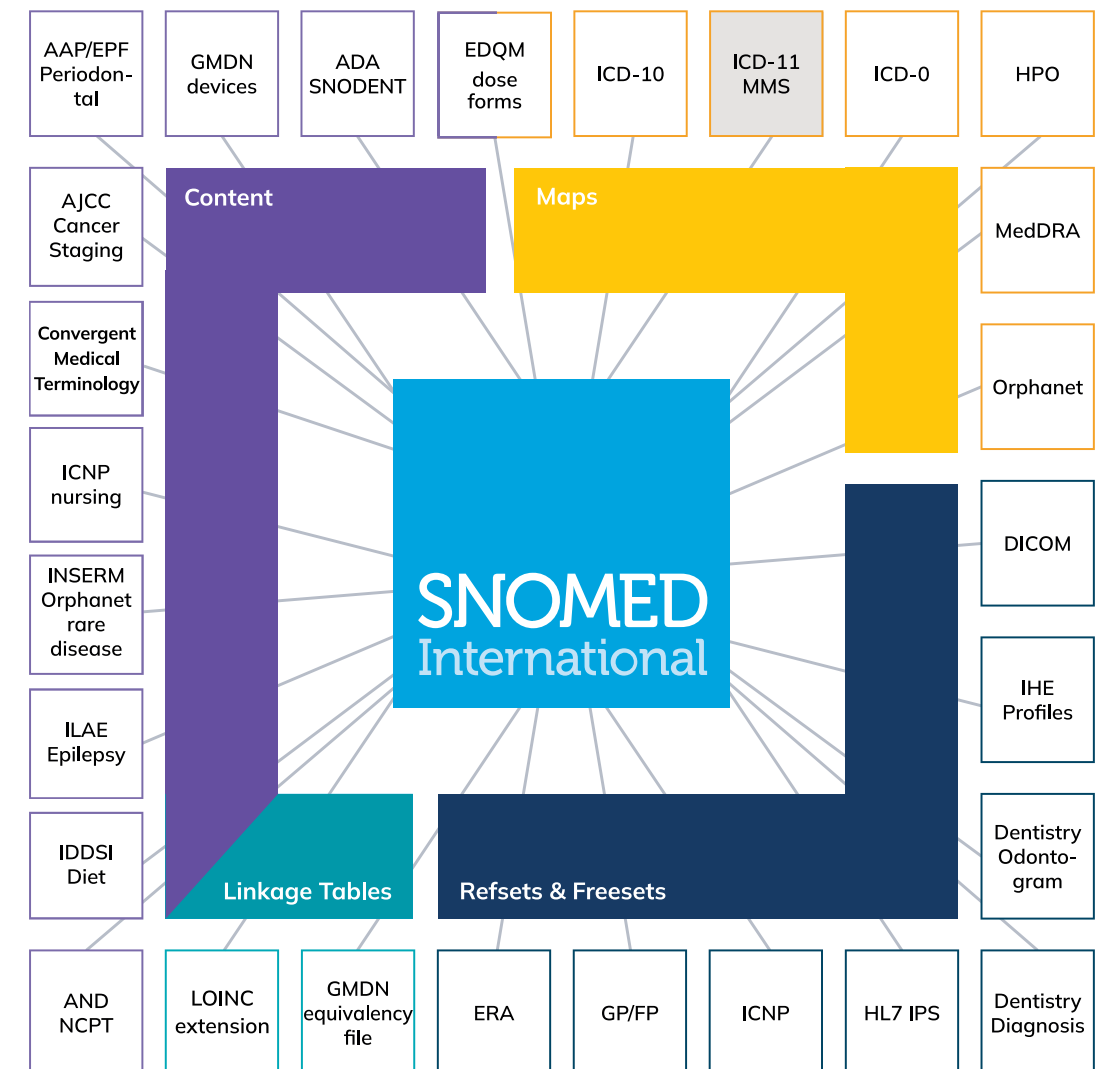 AAP/EPF
Periodon-
tal
GMDN
devices
ADA
SNODENT
EDQM
dose
forms
ICD-10
ICD-11
MMS
ICD-0
HPO
Content
Maps
AJCC
Cancer
Staging
MedDRA
Convergent
Medical
Terminology
Orphanet
ICNP
nursing
DICOM
INSERM
Orphanet
rare
disease
SNOMED
International
IHE
Profiles
ILAE
Epilepsy
IDDSI
Diet
Dentistry
Odonto-
gram
Linkage Tables
Refsets & Freesets
AND
NCPT
LOINC
extension
GMDN
equivalency
file
ERA
GP/FP
ICNP
HL7 IPS
Dentistry
Diagnosis